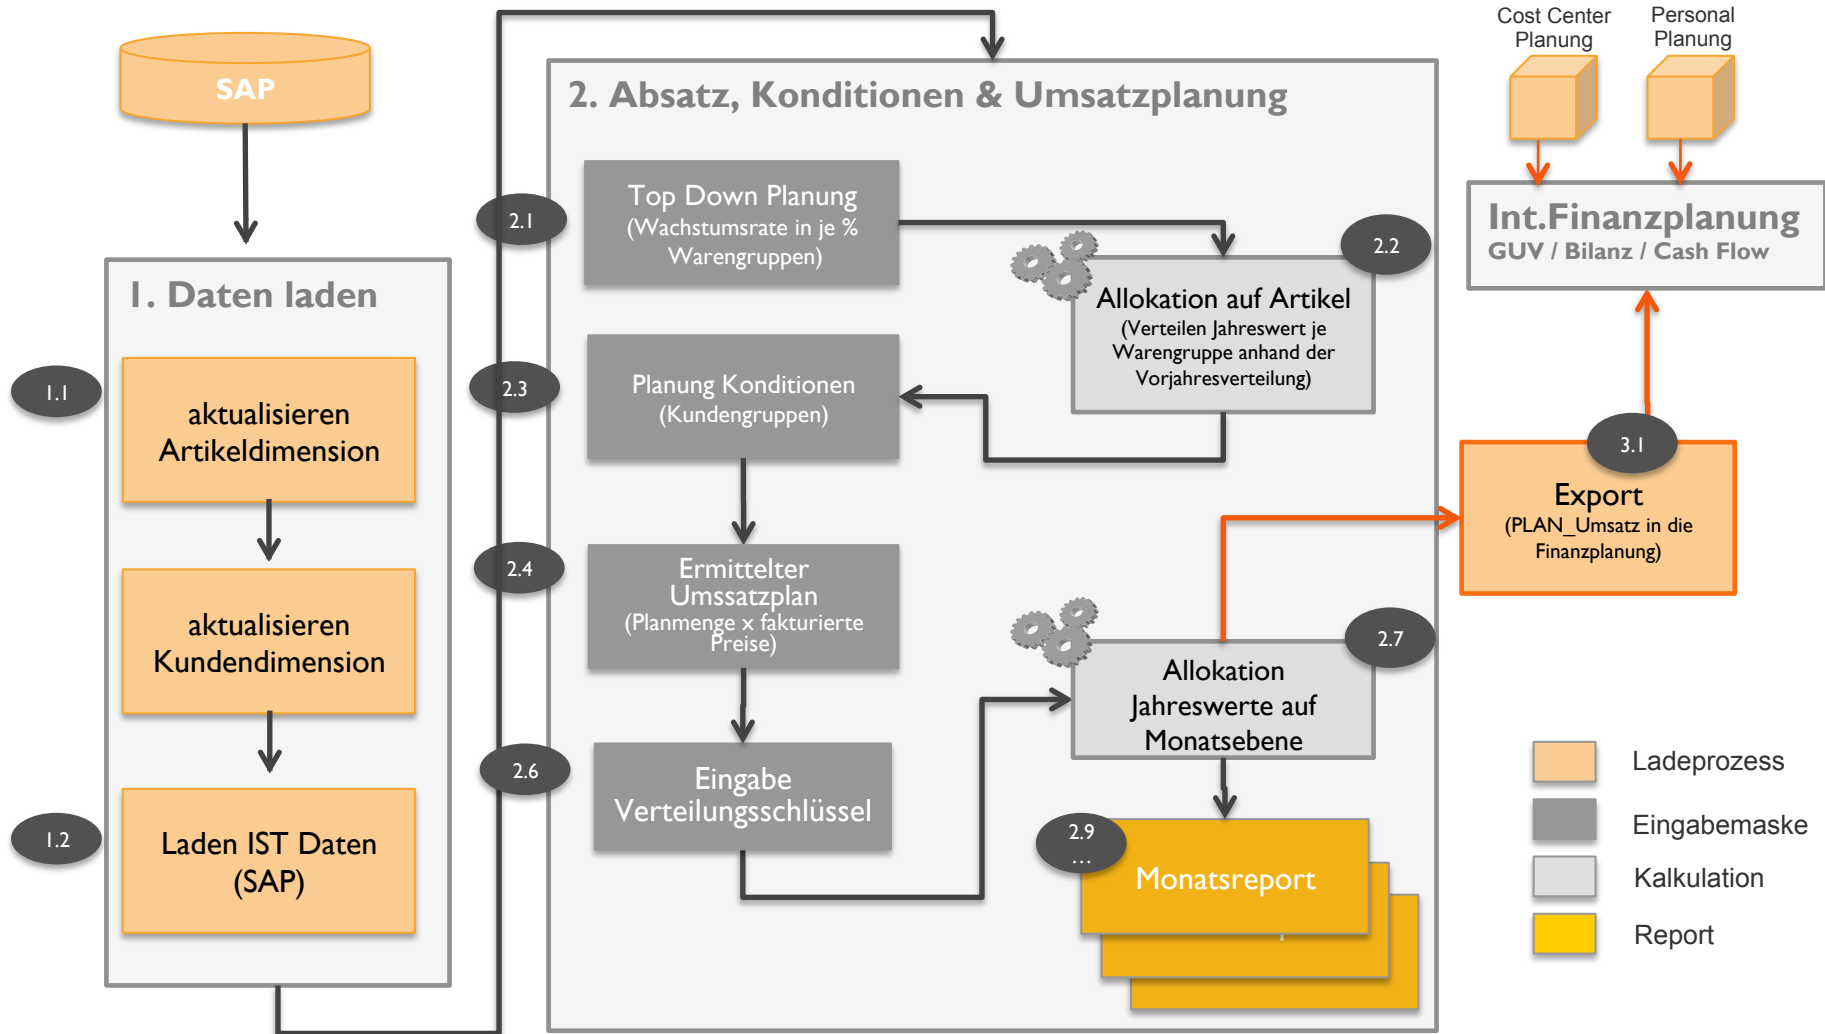 SAP
1. Daten laden
1.1
aktualisieren
Artikeldimension
aktualisieren
Kundendimension
1.2
Laden IST Daten
(SAP)
2. Absatz, Konditionen & Umsatzplanung
2.1
Top Down Planung
(Wachstumsrate in je %
Warengruppen)
2.2
Allokation auf Artikel
(Verteilen Jahreswert je
Warengruppe anhand der
Vorjahresverteilung)
2.3
Planung Konditionen
(Kundengruppen)
2.4
Ermittelter
Umssatzplan
(Planmenge x fakturierte
Preise)
2.6
Eingabe
Verteilungsschlüssel
2.7
Allokation
Jahreswerte auf
Monatsebene
2.9
...
Monatsreport
Cost Center
Planung
Personal
Planung
Int.Finanzplanung
GUV / Bilanz / Cash Flow
3.1
Export
(PLAN_Umsatz in die
Finanzplanung)
Ladeprozess
Eingabemaske
Kalkulation
Report